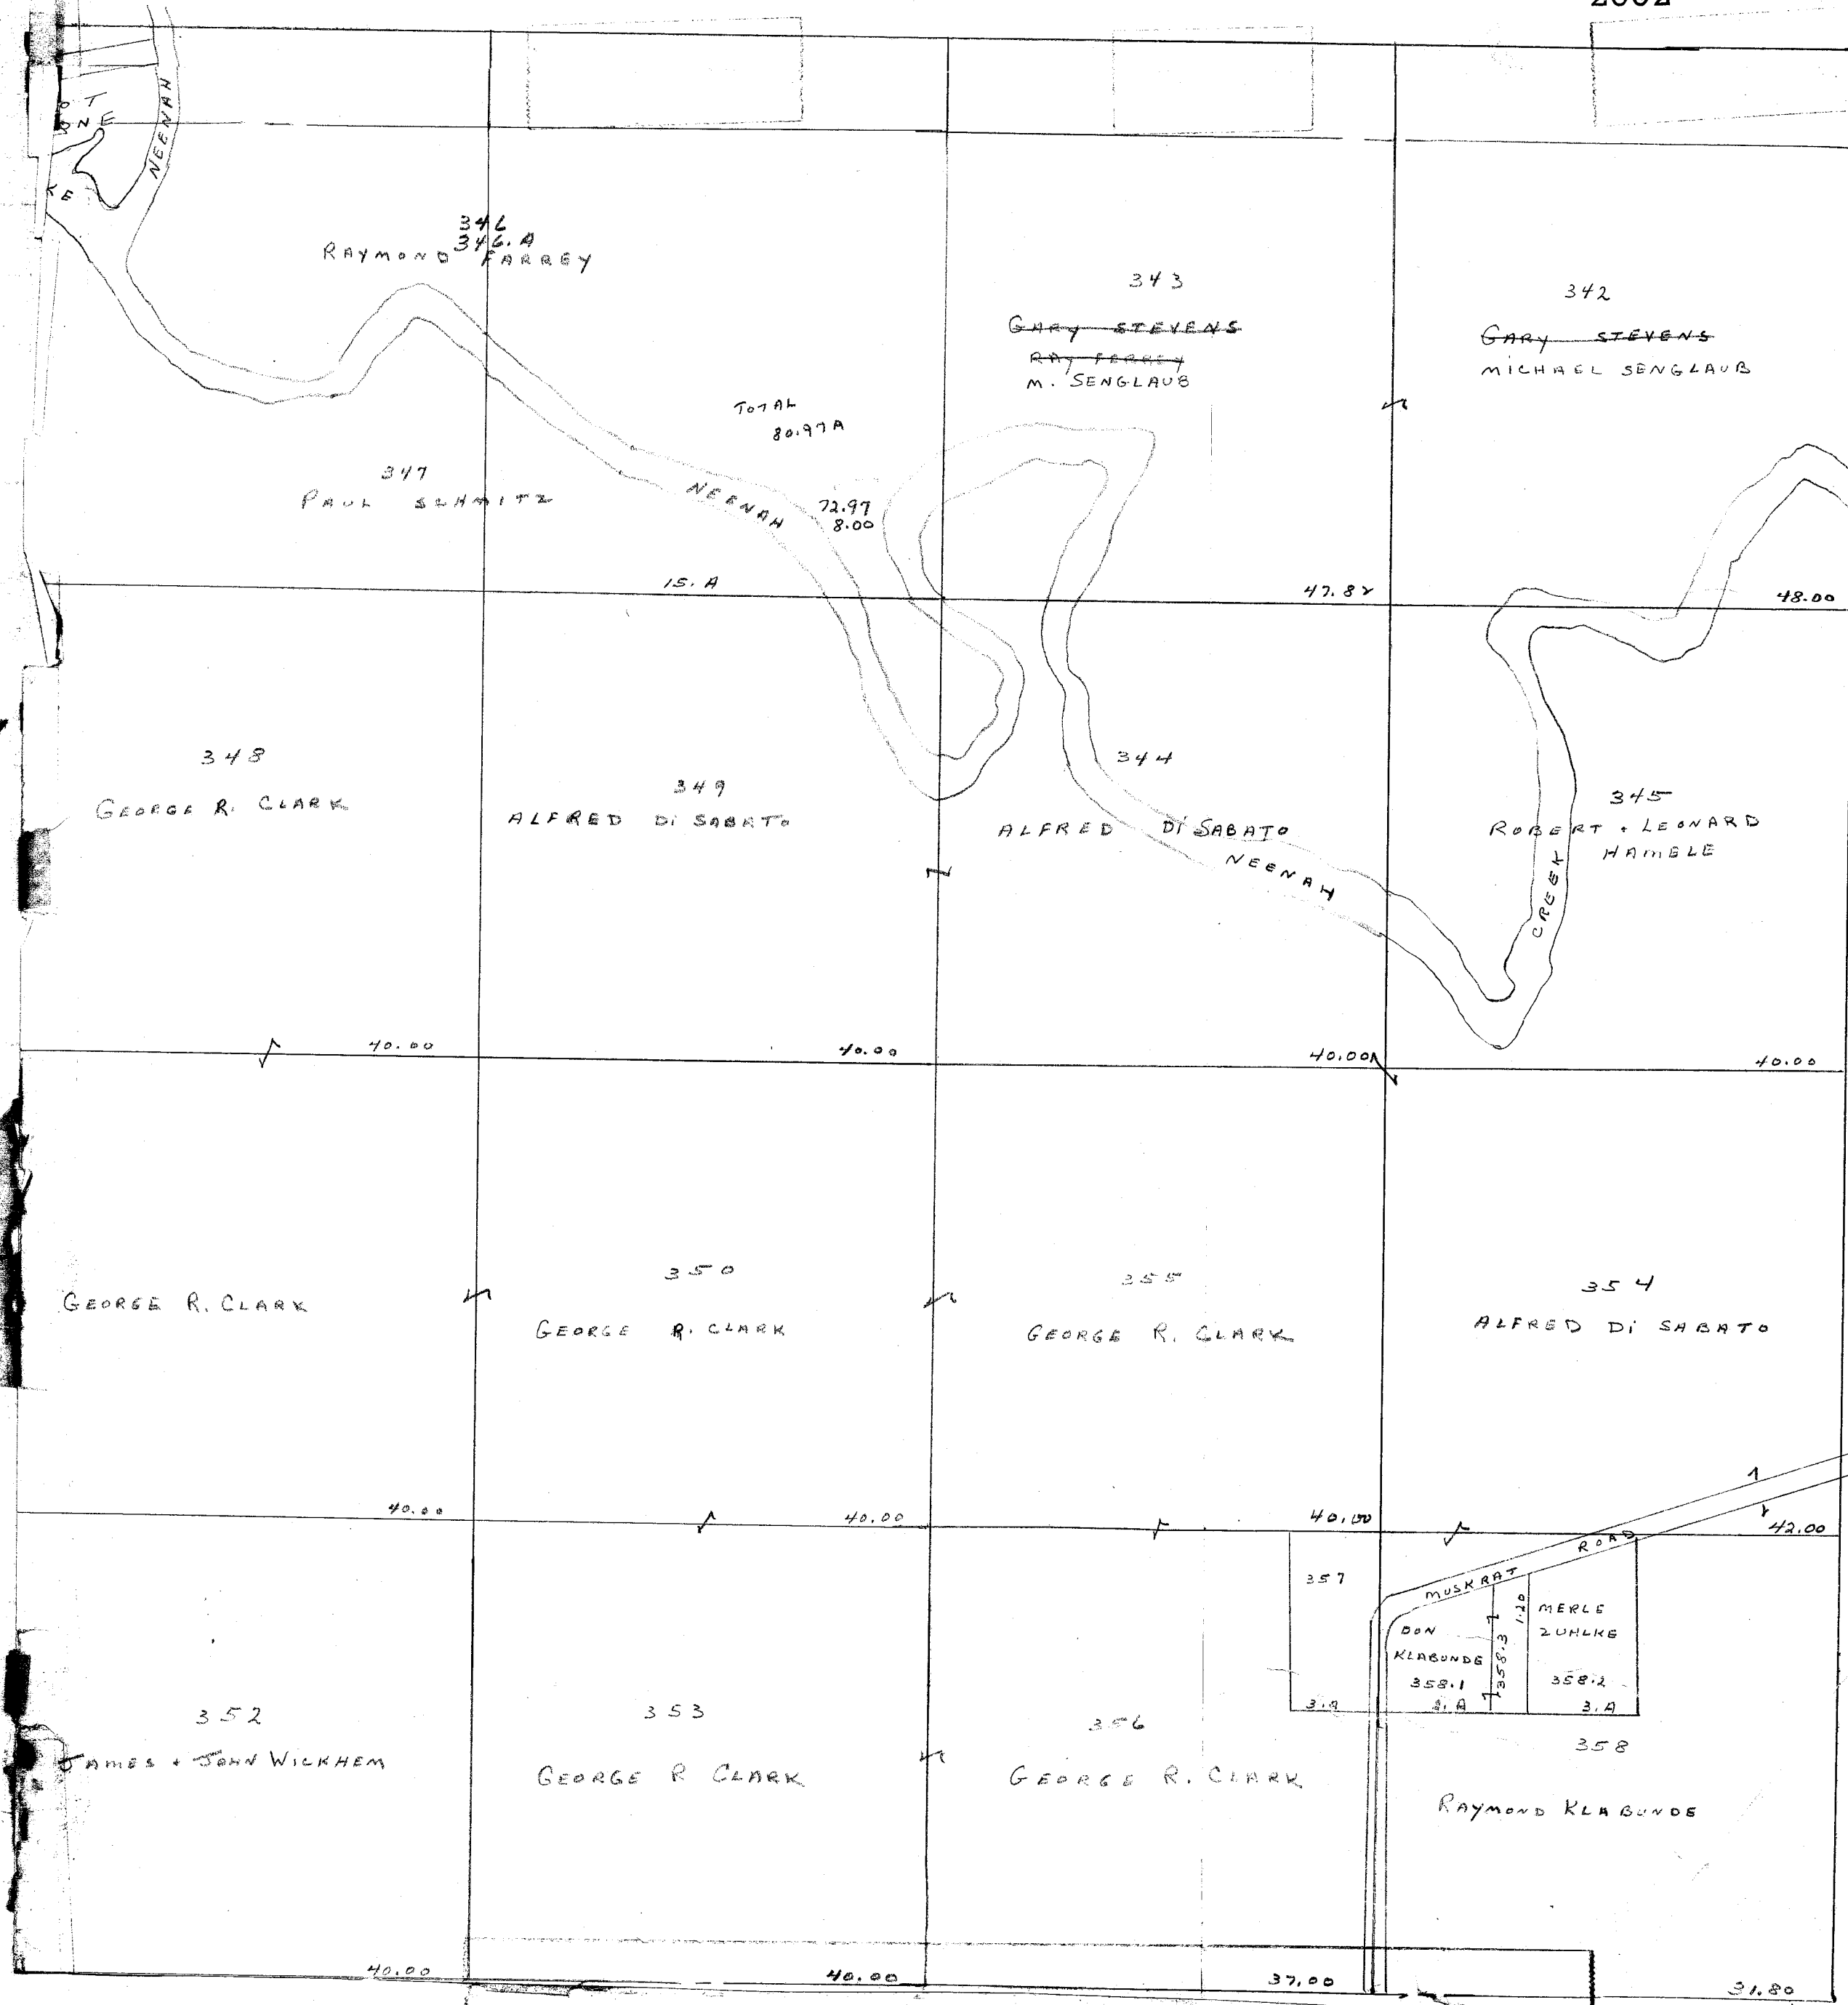 NEENAH
346
346.A
RAYMOND FARREY
343
GARY STEVENS
RAY FARREY
M. SENGLAUB
342
GARY STEVENS
MICHAEL SENGLAUB
TOTAL
80.97A
347
PAUL SCHMITZ
NEENAH
72.97
8.00
15. A
47.82
48.00
348
GEORGE R. CLARK
349
ALFRED Di SABATO
344
ALFRED Di SABATO
NEENAH
345
ROBERT + LEONARD
HAMBLE
CREEK
40.00
40.00
40.00
40.00
GEORGE R. CLARK
350
GEORGE R. CLARK
355
GEORGE R. CLARK
354
ALFRED Di SABATO
40.00
40.00
40.00
42.00
357
3.A
MUSKRAT ROAD
DON
KLABUNDE
358.1
358.3
1.20
MERLE
ZUHLKE
358.2
3.A
352
JAMES + JOHN WICKHEM
353
GEORGE R CLARK
356
GEORGE R. CLARK
358
RAYMOND KLABUNDE
40.00
40.00
37.00
31.80